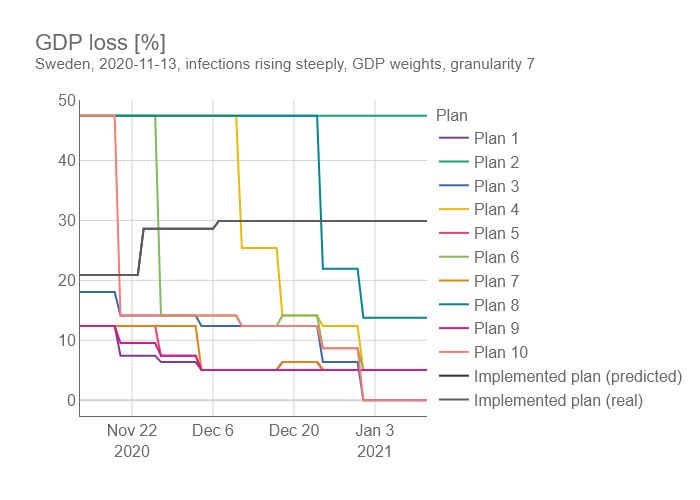 GDP loss [%]
Sweden, 2020-11-13, infections rising steeply, GDP weights, granularity 7
50
40
30
20
10
0
Nov 22
2020
Dec 6
Dec 20
Jan 3
2021
Plan
Plan 1
Plan 2
Plan 3
Plan 4
Plan 5
Plan 6
Plan 7
Plan 8
Plan 9
Plan 10
Implemented plan (predicted)
Implemented plan (real)